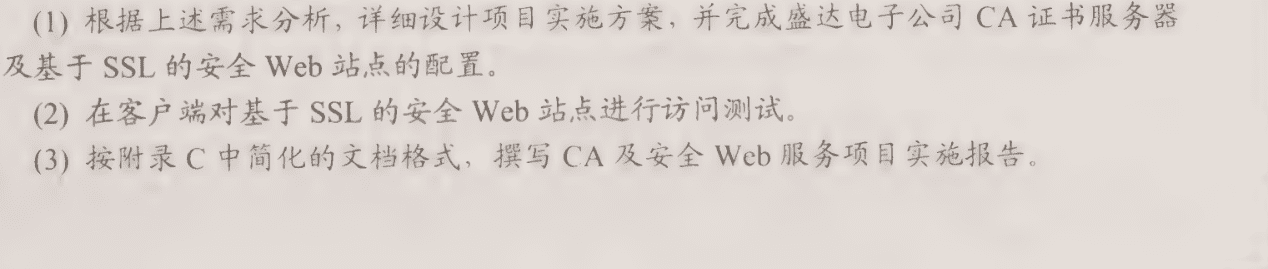 (1) 根据上述需求分析，详细设计项目实施方案，并完成盛达电子公司 CA 证书服务器
及基于 SSL 的安全 Web 站点的配置。
(2) 在客户端对基于 SSL 的安全 Web 站点进行访问测试。
(3) 按附录 C 中简化的文档格式，撰写 CA 及安全 Web 服务项目实施报告。